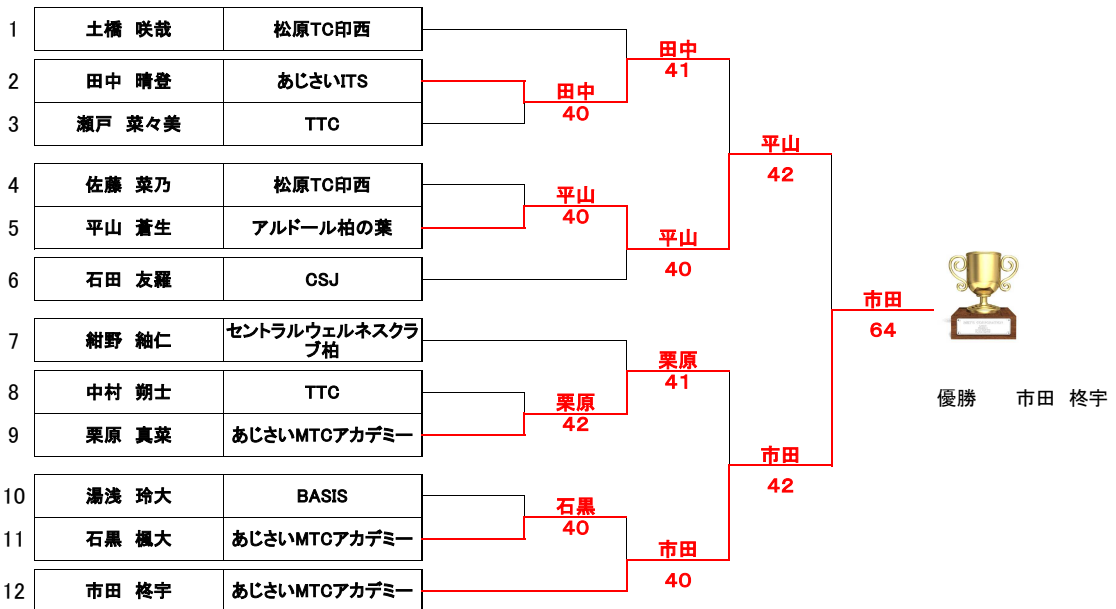 1 土橋 咲哉 松原TC印西
田中
41
2 田中 晴登 あじさいITS
田中
40
3 瀬戸 菜々美 TTC
平山
42
4 佐藤 菜乃 松原TC印西
平山
40
5 平山 蒼生 アルドール柏の葉
平山
40
6 石田 友羅 CSJ
市田
64
7 紺野 紬仁 セントラルウェルネスクラ
ブ柏
栗原
41
8 中村 朔士 TTC
栗原
42
優勝 市田 柊宇
9 栗原 真菜 あじさいMTCアカデミー
市田
42
10 湯浅 玲大 BASIS
石黒
40
11 石黒 楓大 あじさいMTCアカデミー
市田
40
12 市田 柊宇 あじさいMTCアカデミー